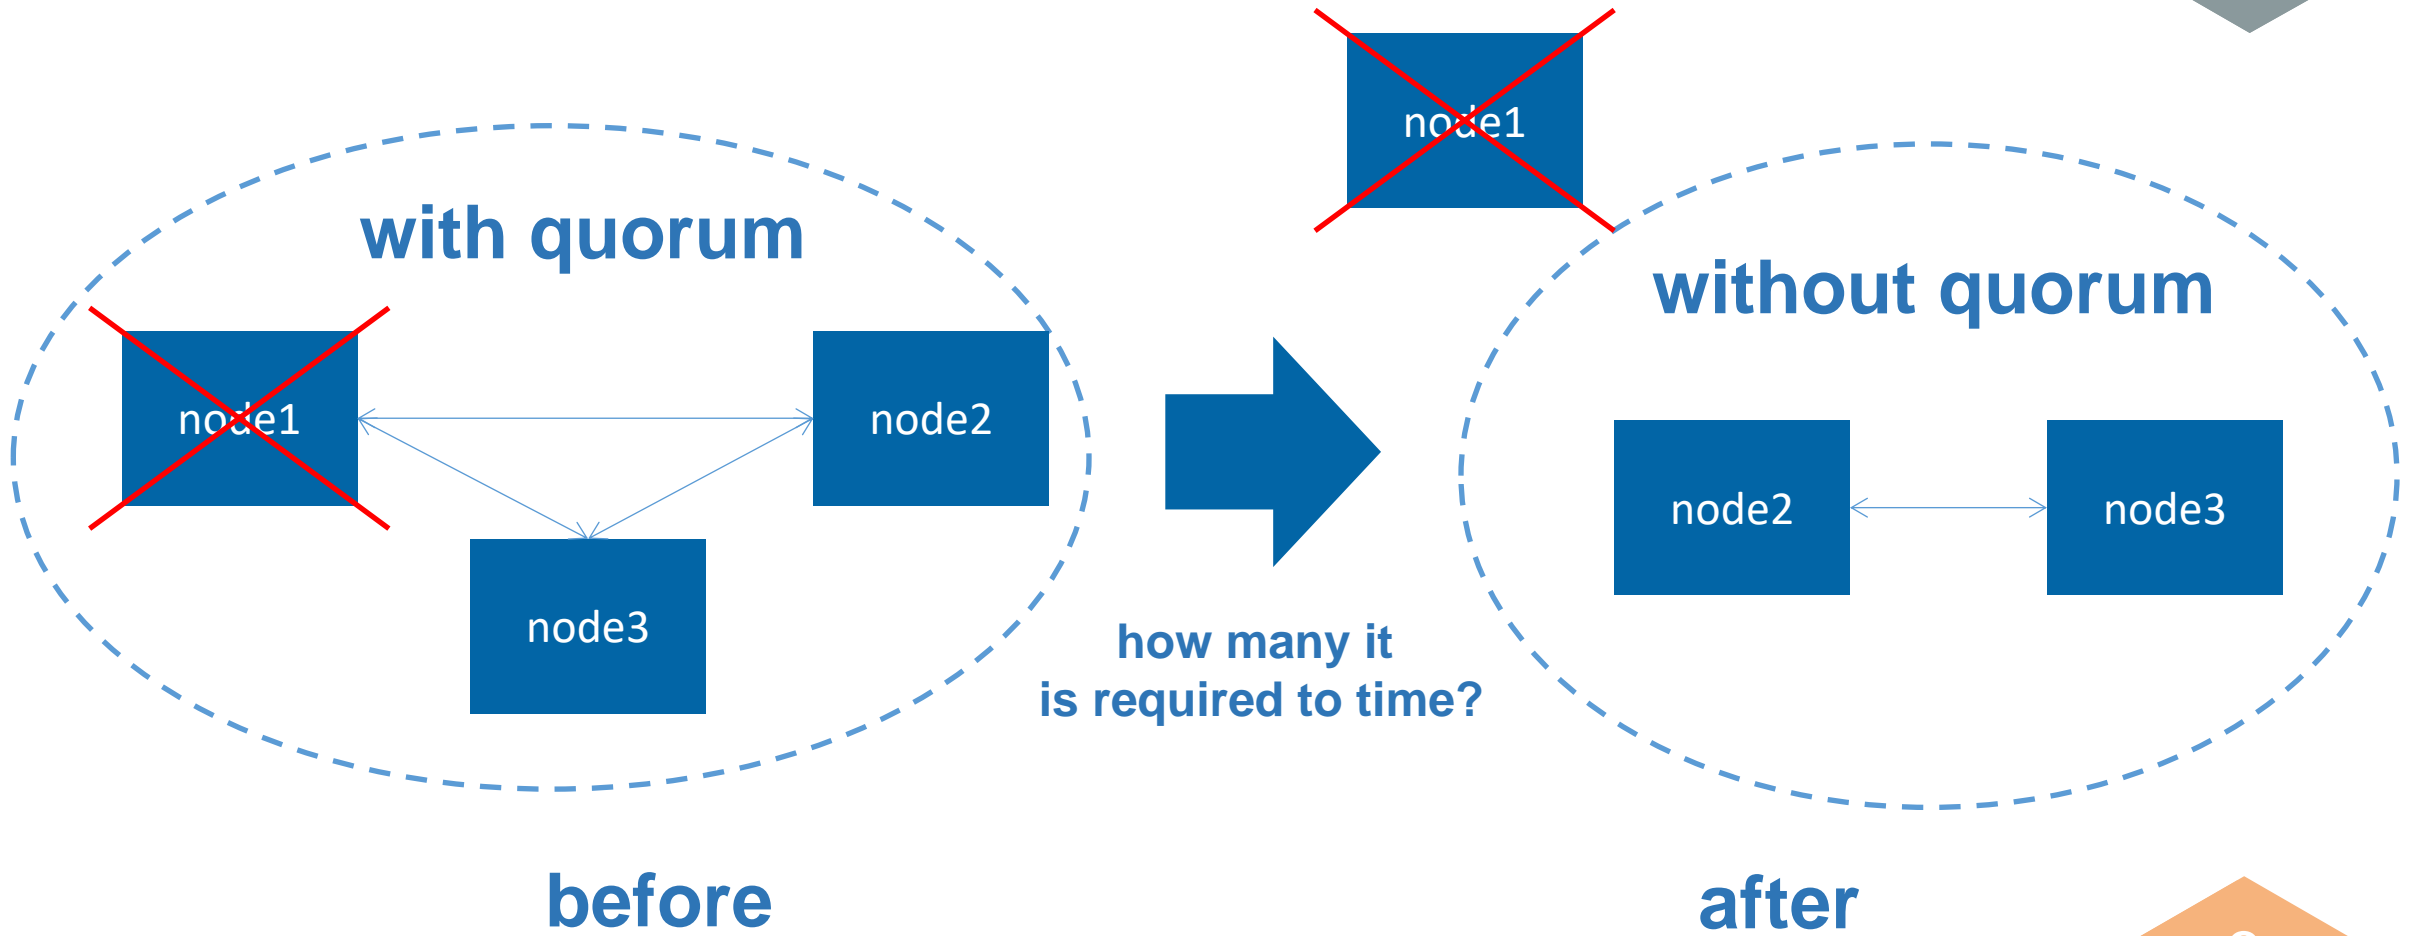 node1
with quorum
without quorum
node1
node2
node2
node3
node3
how many it
is required to time?
before
after